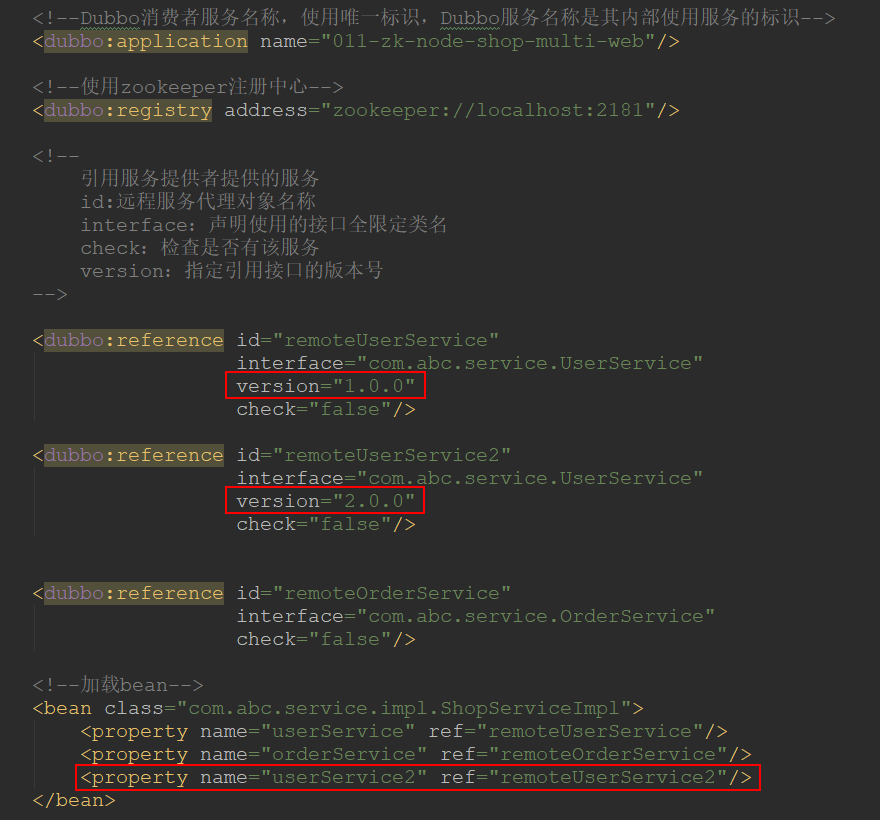 <!--Dubbo消费者服务名称，使用唯一标识，Dubbo服务名称是其内部使用服务的标识-->
<dubbo:application name="011-zk-node-shop-multi-web"/>
<!--使用zookeeper注册中心-->
<dubbo:registry address="zookeeper://localhost:2181"/>
<!--
引用服务提供者提供的服务
id:远程服务代理对象名称
interface：声明使用的接口全限定类名
check：检查是否有该服务
version：指定引用接口的版本号
-->
<dubbo:reference id="remoteUserService"
interface="com.abc.service.UserService"
version="1.0.0"
check="false"/>
<dubbo:reference id="remoteUserService2"
interface="com.abc.service.UserService"
version="2.0.0"
check="false"/>
<dubbo:reference id="remoteOrderService"
interface="com.abc.service.OrderService"
check="false"/>
<!--加载bean-->
<bean class="com.abc.service.impl.ShopServiceImpl">
<property name="userService" ref="remoteUserService"/>
<property name="orderService" ref="remoteOrderService"/>
<property name="userService2" ref="remoteUserService2"/>
</bean>